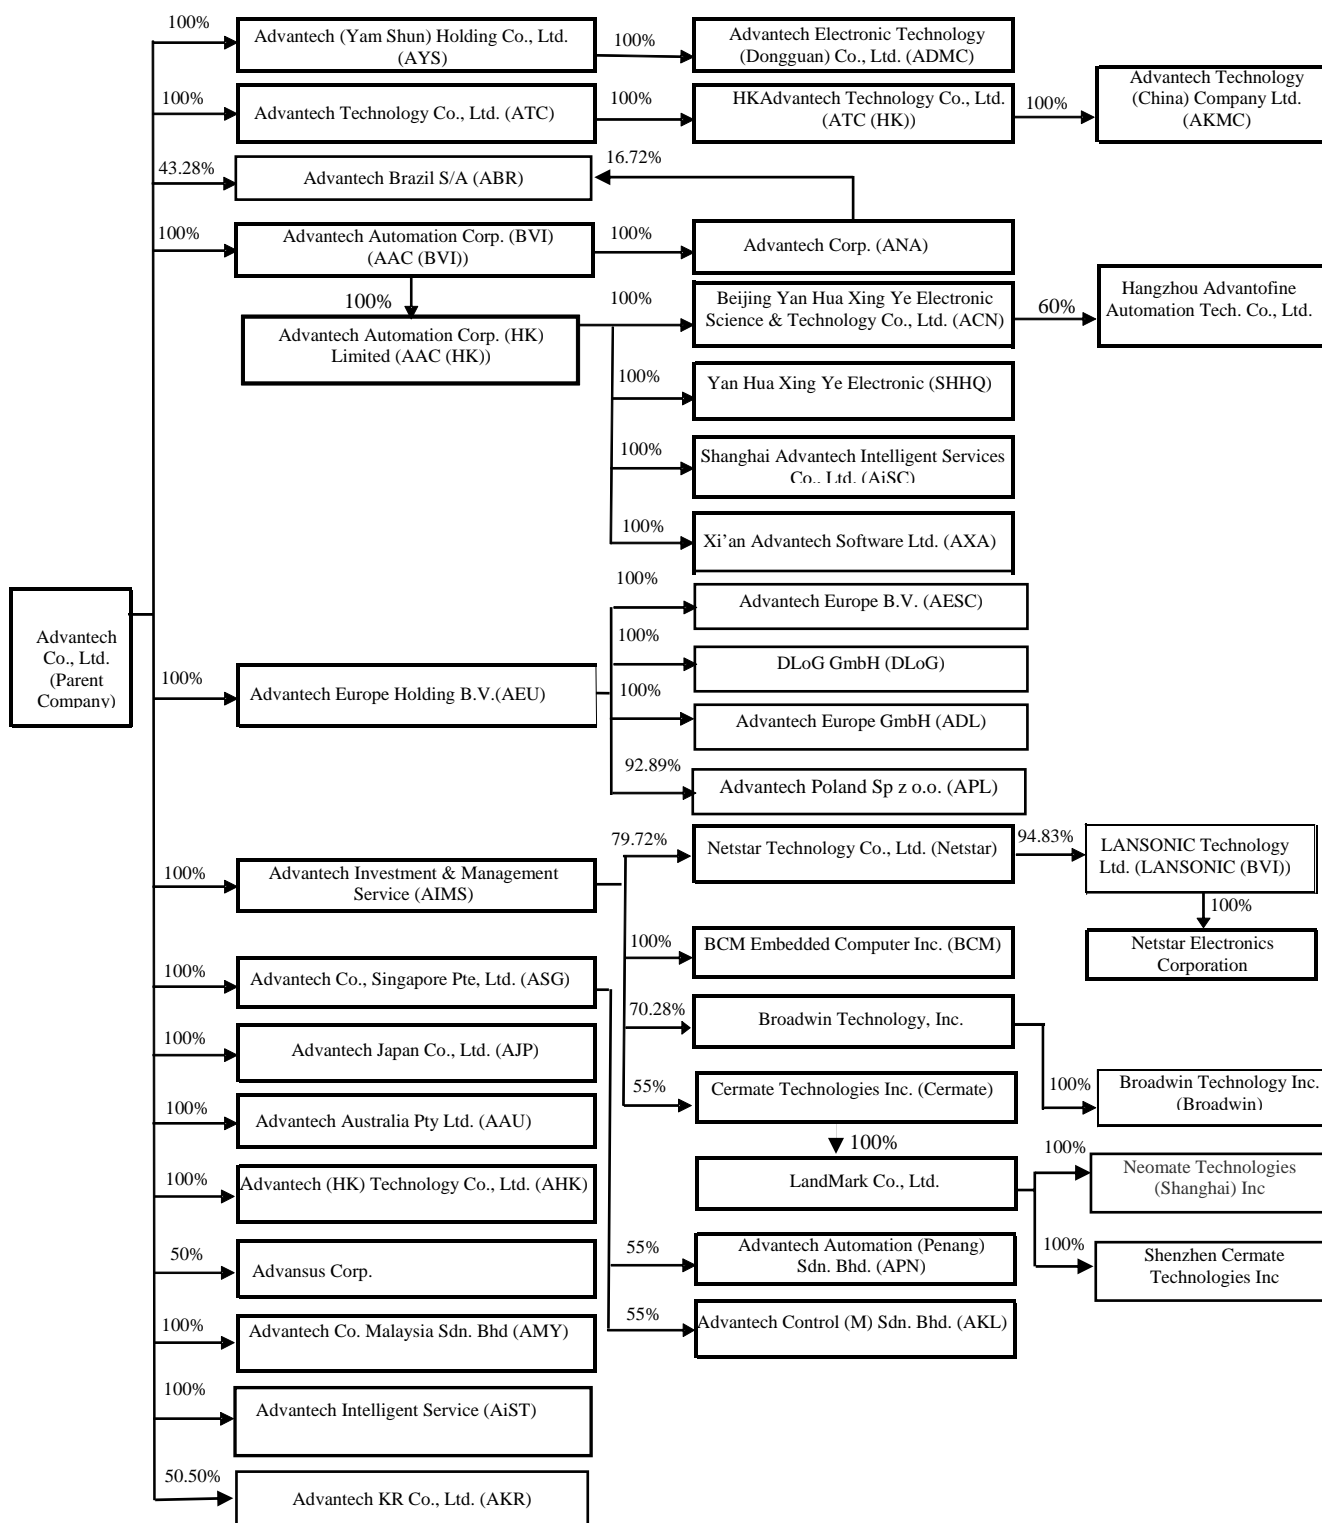 100%
Advantech (Yam Shun) Holding Co., Ltd.
(AYS)
100%
Advantech Electronic Technology
(Dongguan) Co., Ltd. (ADMC)
100%
Advantech Technology Co., Ltd. (ATC)
100%
HKAdvantech Technology Co., Ltd.
(ATC (HK))
100%
Advantech Technology
(China) Company Ltd.
(AKMC)
43.28%
Advantech Brazil S/A (ABR)
16.72%
100%
Advantech Automation Corp. (BVI)
(AAC (BVI))
100%
Advantech Corp. (ANA)
100%
Advantech Automation Corp. (HK)
Limited (AAC (HK))
100%
Beijing Yan Hua Xing Ye Electronic
Science & Technology Co., Ltd. (ACN)
60%
Hangzhou Advantofine
Automation Tech. Co., Ltd.
100%
Yan Hua Xing Ye Electronic (SHHQ)
100%
Shanghai Advantech Intelligent Services
Co., Ltd. (AiSC)
100%
Xi’an Advantech Software Ltd. (AXA)
Advantech
Co., Ltd.
(Parent
Company)
100%
Advantech Europe Holding B.V.(AEU)
100%
Advantech Europe B.V. (AESC)
100%
DLoG GmbH (DLoG)
100%
Advantech Europe GmbH (ADL)
92.89%
Advantech Poland Sp z o.o. (APL)
100%
Advantech Investment & Management
Service (AIMS)
79.72%
Netstar Technology Co., Ltd. (Netstar)
94.83%
LANSONIC Technology
Ltd. (LANSONIC (BVI))
100%
Netstar Electronics
Corporation
100%
BCM Embedded Computer Inc. (BCM)
100%
Advantech Co., Singapore Pte, Ltd. (ASG)
70.28%
Broadwin Technology, Inc.
100%
Broadwin Technology Inc.
(Broadwin)
100%
Advantech Japan Co., Ltd. (AJP)
55%
Cermate Technologies Inc. (Cermate)
100%
Advantech Australia Pty Ltd. (AAU)
100%
LandMark Co., Ltd.
100%
Neomate Technologies
(Shanghai) Inc
100%
Advantech (HK) Technology Co., Ltd. (AHK)
100%
Shenzhen Cermate
Technologies Inc
50%
Advansus Corp.
55%
Advantech Automation (Penang)
Sdn. Bhd. (APN)
100%
Advantech Co. Malaysia Sdn. Bhd (AMY)
55%
Advantech Control (M) Sdn. Bhd. (AKL)
100%
Advantech Intelligent Service (AiST)
50.50%
Advantech KR Co., Ltd. (AKR)